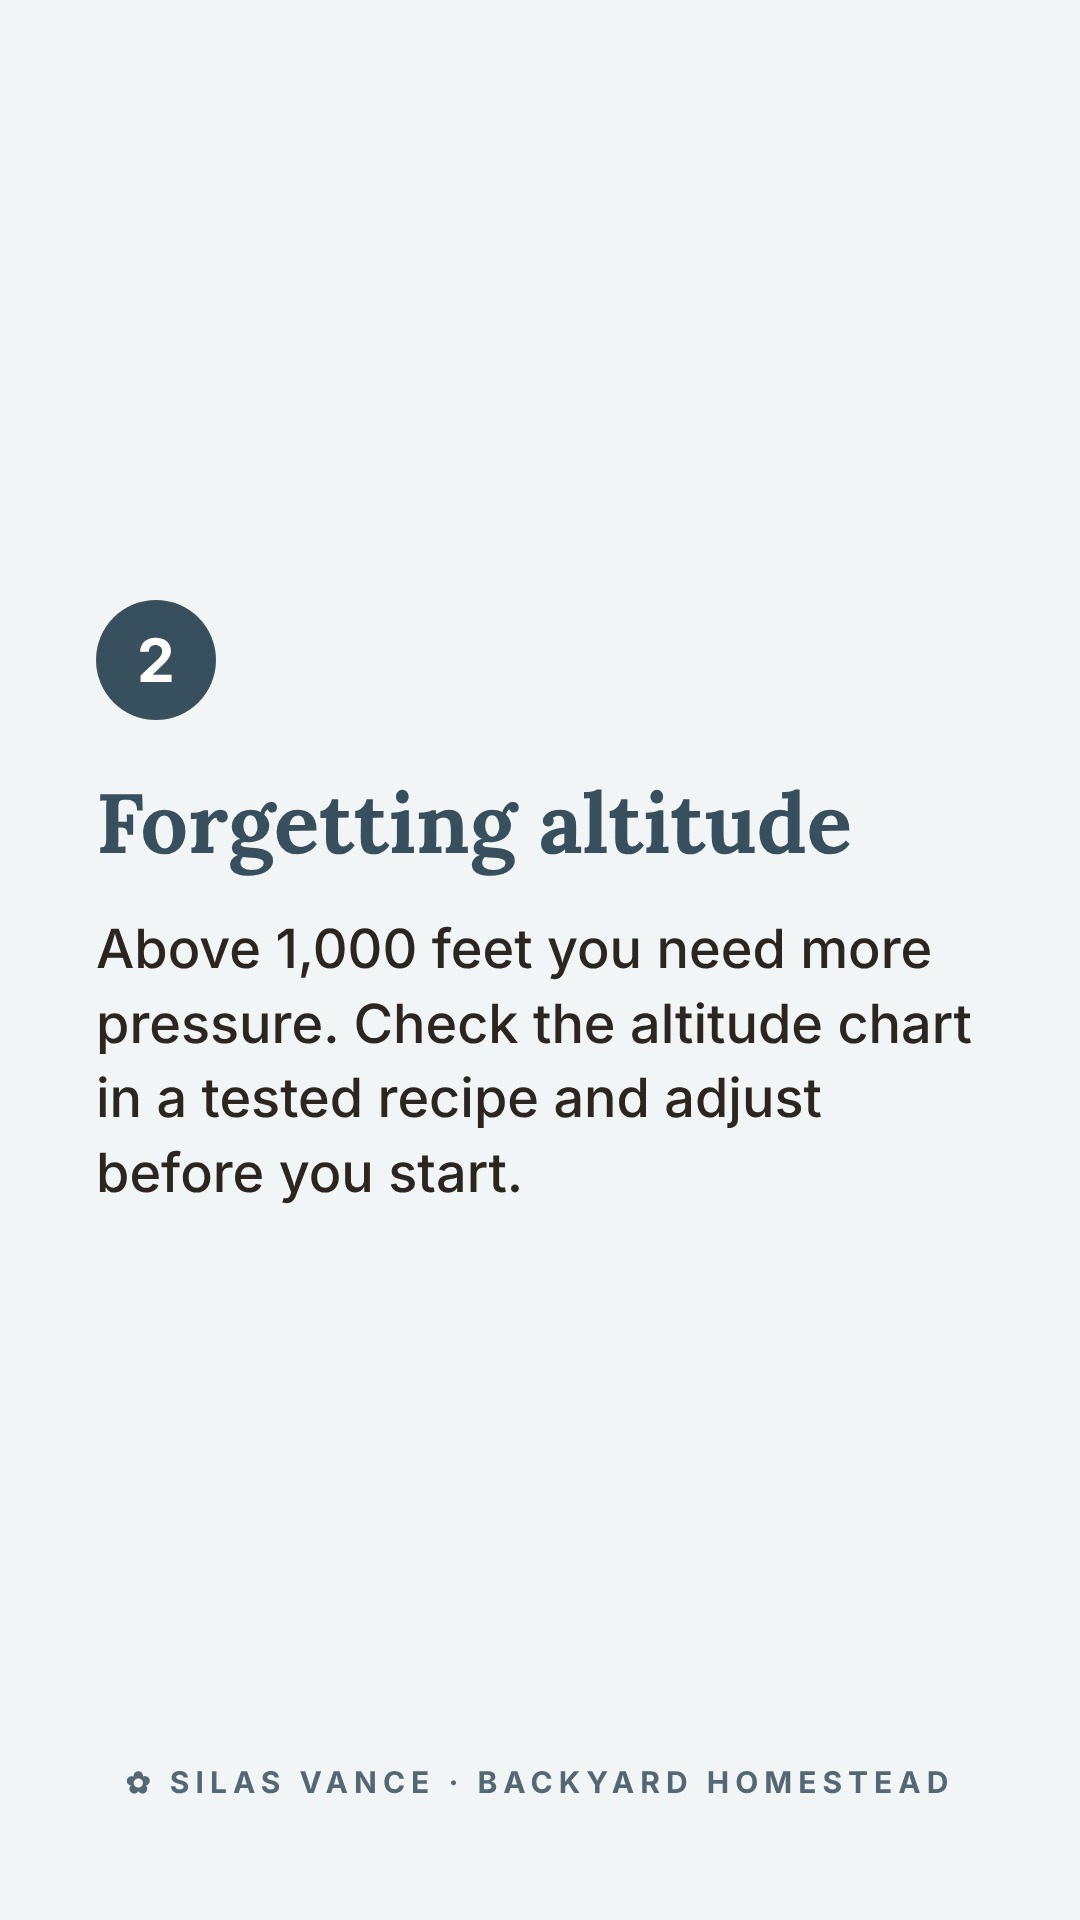 2
Forgetting altitude
Above 1,000 feet you need more
pressure. Check the altitude chart
in a tested recipe and adjust
before you start.
✿ SILAS VANCE · BACKYARD HOMESTEAD